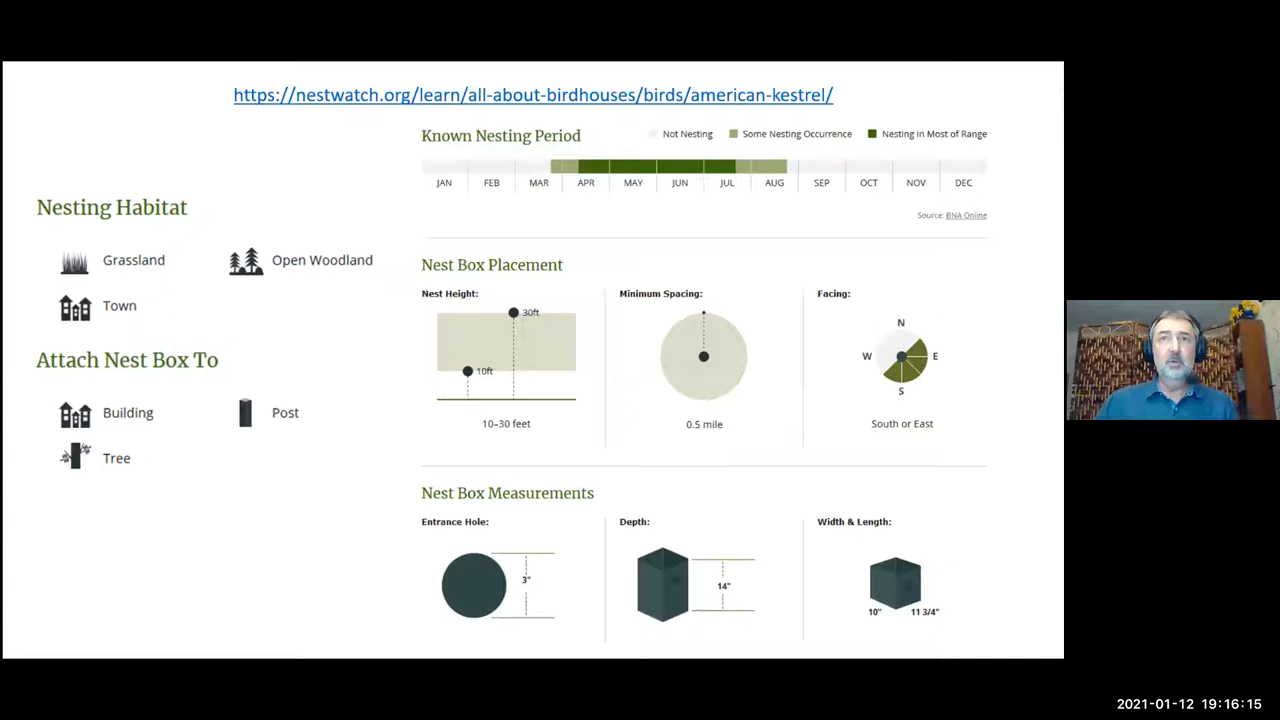 https://nestwatch.org/learn/all-about-birdhouses/birds/american-kestrel/
Nesting Habitat
Grassland
Open Woodland
Town
Attach Nest Box To
Building
Post
Tree
Known Nesting Period
Not Nesting
Some Nesting Occurrence
Nesting in Most of Range
JAN FEB MAR APR MAY JUN JUL AUG SEP OCT NOV DEC
Source: BNA Online
Nest Box Placement
Nest Height:
30ft
10ft
10–30 feet
Minimum Spacing:
0.5 mile
Facing:
N
W
E
S
South or East
Nest Box Measurements
Entrance Hole:
3"
Depth:
14"
Width & Length:
10" 11 3/4"
2021-01-12 19:16:15